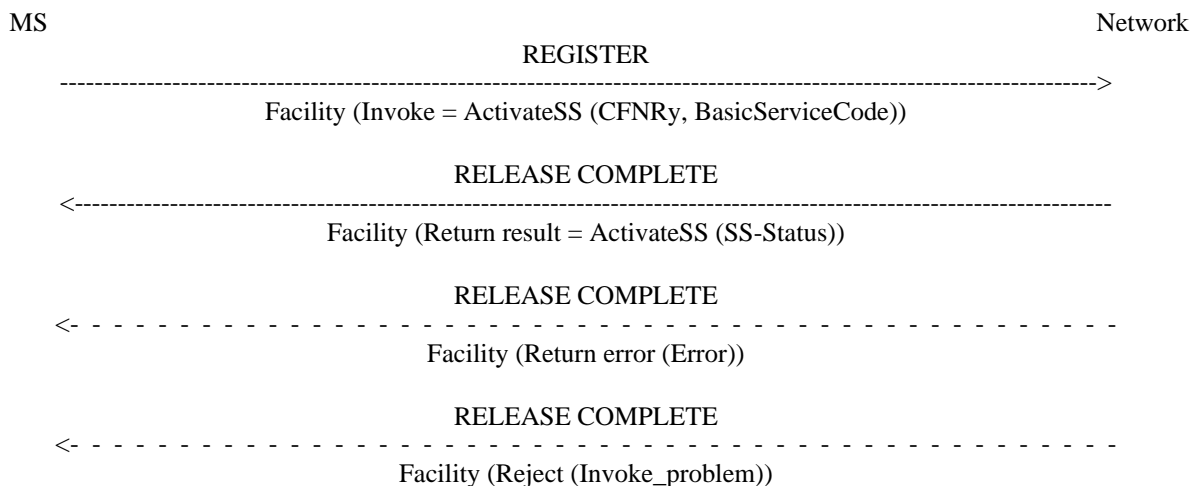 MS Network
REGISTER
Facility (Invoke = ActivateSS (CFNRy, BasicServiceCode))
RELEASE COMPLETE
Facility (Return result = ActivateSS (SS-Status))
RELEASE COMPLETE
Facility (Return error (Error))
RELEASE COMPLETE
Facility (Reject (Invoke_problem))